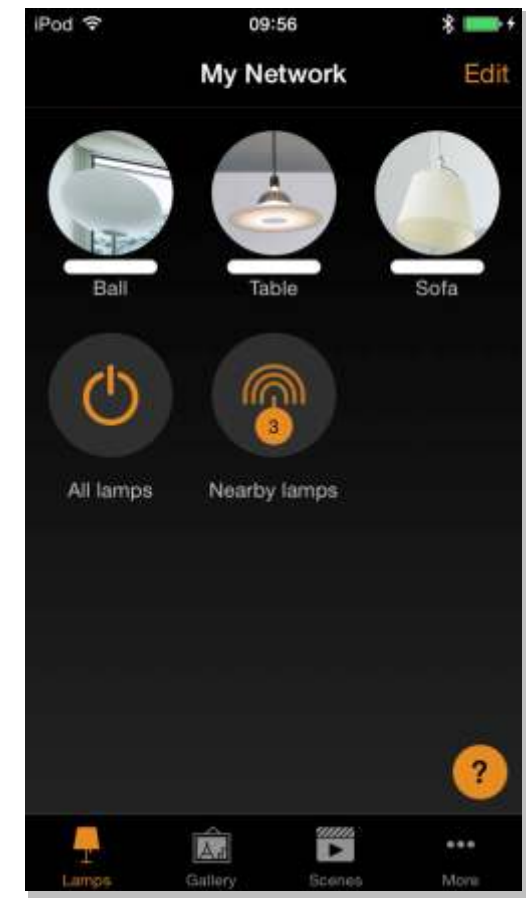 iPod 09:56
My Network Edit
Ball Table Sofa
3
All lamps Nearby lamps
?
Lamps Gallery Scenes More